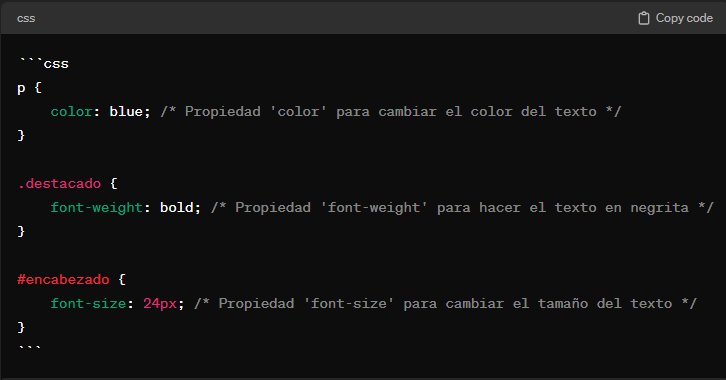 css
Copy code
```css
p {
    color: blue; /* Propiedad 'color' para cambiar el color del texto */
}

.destacado {
    font-weight: bold; /* Propiedad 'font-weight' para hacer el texto en negrita */
}

#encabezado {
    font-size: 24px; /* Propiedad 'font-size' para cambiar el tamaño del texto */
}
```